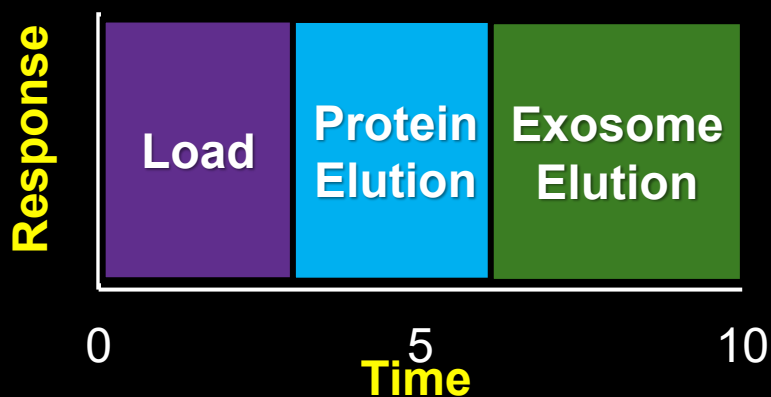 Response
Load
Protein
Elution
Exosome
Elution
0
5
10
Time